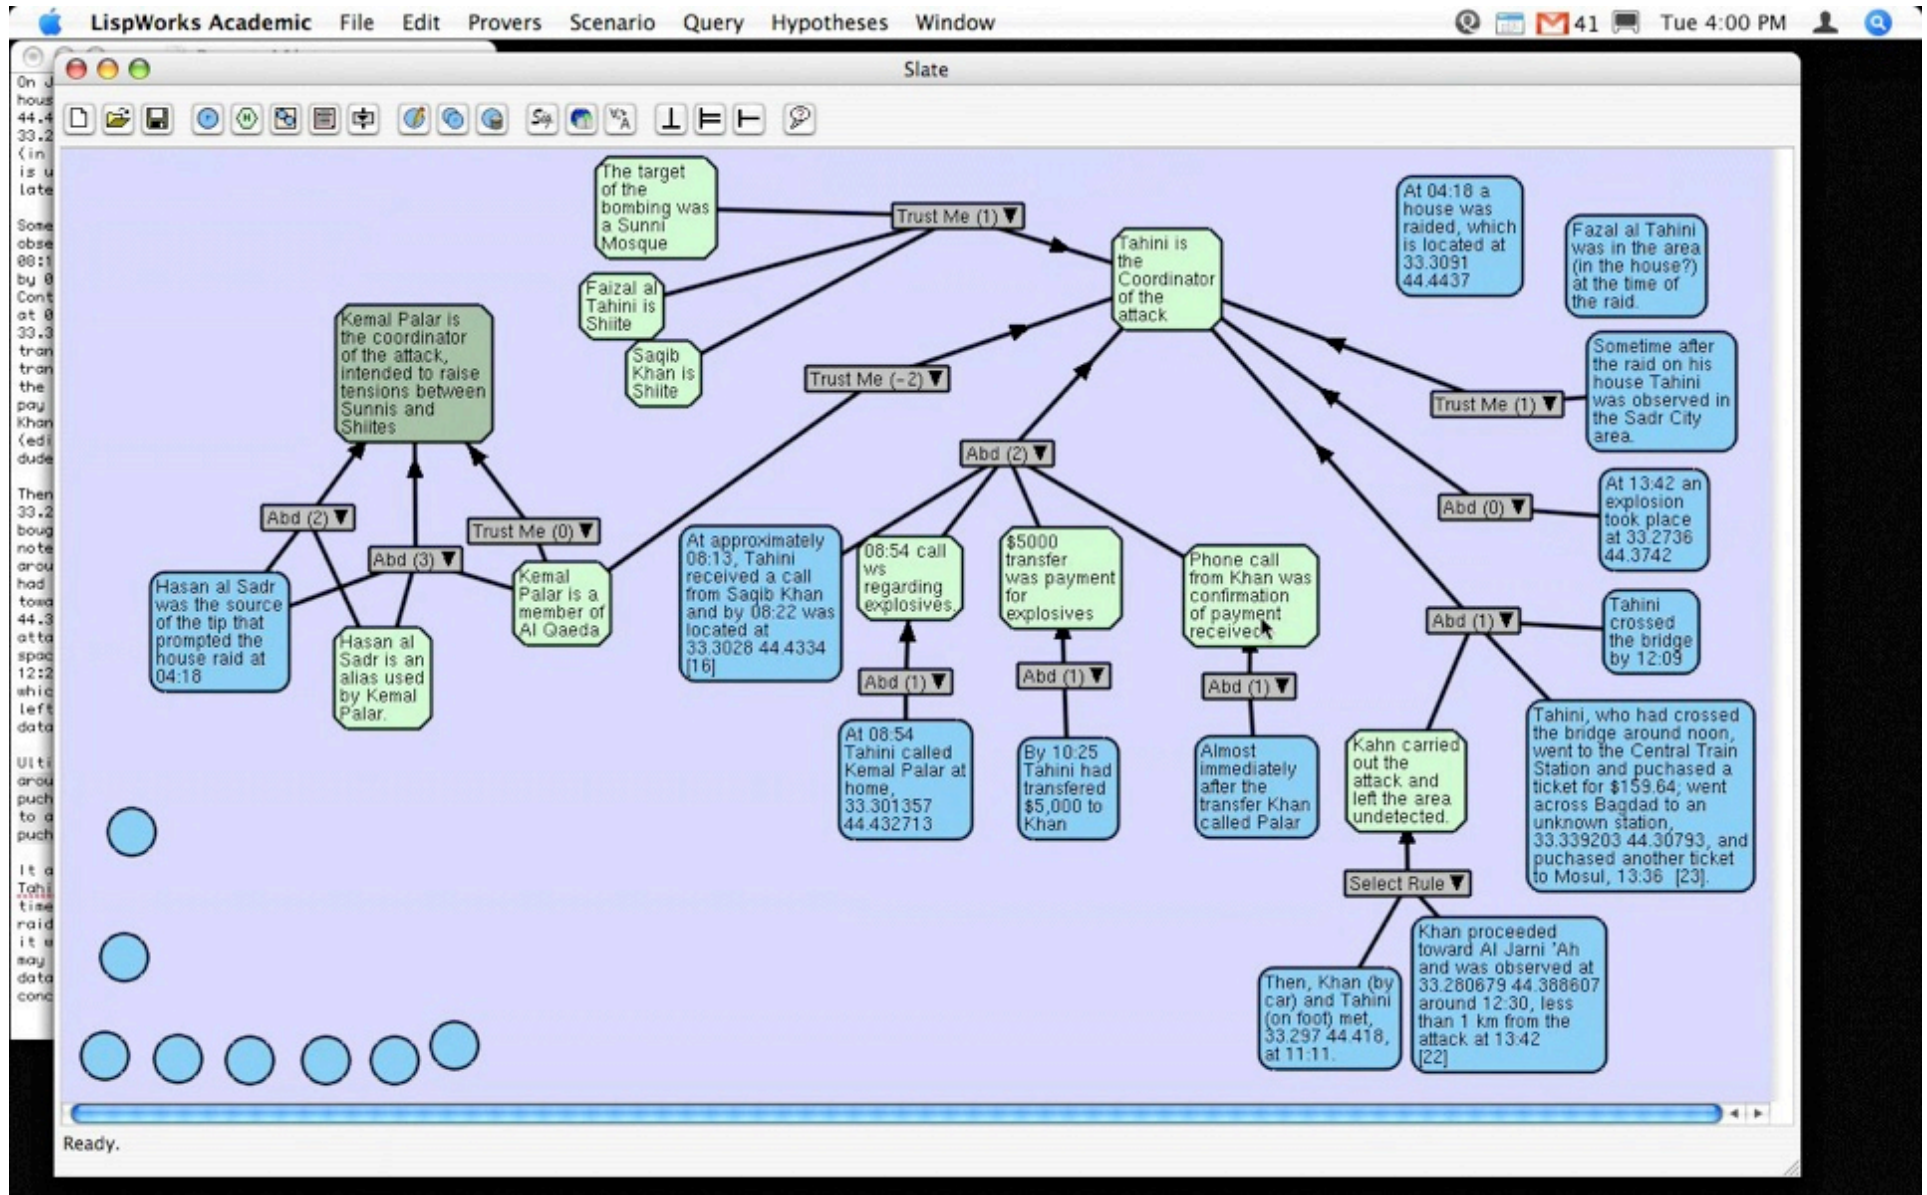 LispWorks Academic File Edit Provers Scenario Query Hypotheses Window 41 Tue 4:00 PM
Slate
The target
of the
bombing was
a Sunni
Mosque
Trust Me (1)
Faizal al
Tahini is
Shiite
Saqib
Khan is
Shiite
Tahini is
the
Coordinator
of the
attack
At 04:18 a
house was
raided, which
is located at
33.3091
44.4437
Fazal al Tahini
was in the area
(in the house?)
at the time of
the raid.
Kemal Palar is
the coordinator
of the attack,
intended to raise
tensions between
Sunnis and
Shiites
Trust Me (-2)
Sometime after
the raid on his
house Tahini
was observed in
the Sadr City
area.
Trust Me (1)
Abd (2)
At 13:42 an
explosion
took place
at 33.2736
44.3742
Abd (0)
Abd (2)
Trust Me (0)
Abd (3)
Hasan al Sadr
was the source
of the tip that
prompted the
house raid at
04:18
Hasan al
Sadr is an
alias used
by Kemal
Palar.
Kemal
Palar is a
member of
Al Qaeda
At approximately
08:13, Tahini
received a call
from Saqib Khan
and by 08:22 was
located at
33.3028 44.4334
[16]
08:54 call
ws
regarding
explosives.
$5000
transfer
was payment
for
explosives
Phone call
from Khan was
confirmation
of payment
received.
Abd (1)
Abd (1)
Abd (1)
Abd (1)
Tahini
crossed
the bridge
by 12:09
At 08:54
Tahini called
Kemal Palar at
home,
33.301357
44.432713
By 10:25
Tahini had
transfered
$5,000 to
Khan
Almost
immediately
after the
transfer Khan
called Palar
Kahn carried
out the
attack and
left the area
undetected.
Tahini, who had crossed
the bridge around noon,
went to the Central Train
Station and puchased a
ticket for $159.64; went
across Bagdad to an
unknown station,
33.339203 44.30793, and
puchased another ticket
to Mosul, 13:36 [23].
Select Rule
Then, Khan (by
car) and Tahini
(on foot) met,
33.297 44.418,
at 11:11.
Khan proceeded
toward Al Jarni 'Ah
and was observed at
33.280679 44.388607
around 12:30, less
than 1 km from the
attack at 13:42
[22]
Ready.